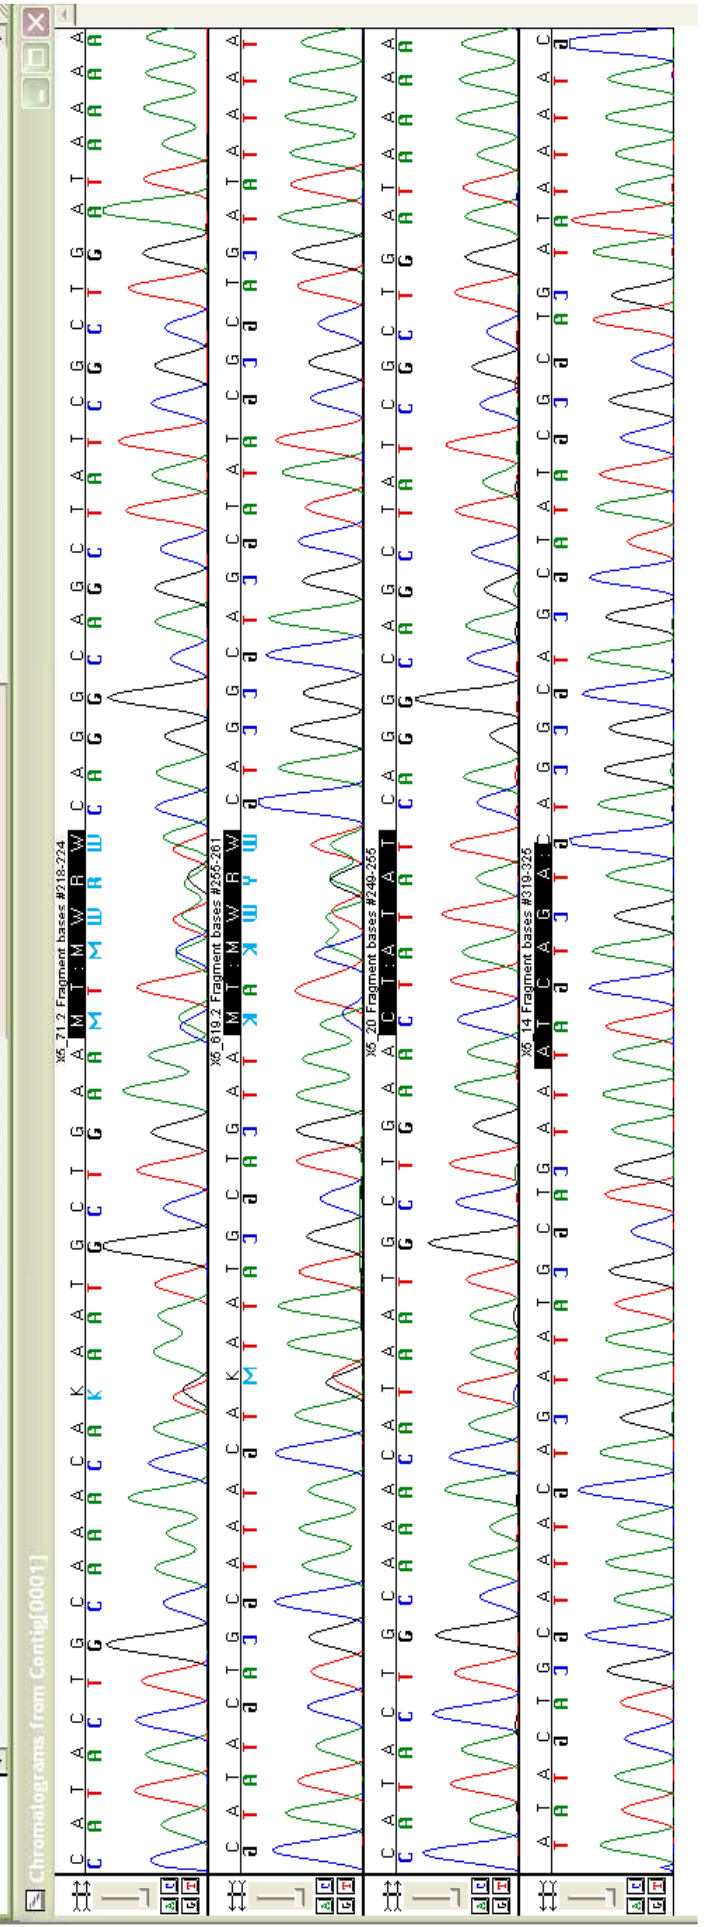 Chromatograms from Contig[0001]
X5_71.2 Fragment bases #218-224
C A T A C T G C A A A C A K A A T G C T G A A M T : M W R W C A G G C A G C T A T C G C T G A T A A A A
C A T A C T G C A A A C A K A A T G C T G A A M T M W R W C A G G C A G C T A T C G C T G A T A A A A
X5_619.2 Fragment bases #255-261
C A T A C T G C A A A C A K A A T G C T G A A M T : M W R W C A G G C A G C T A T C G C T G A T A A A A
G T A T G A C G T T T G T M T T A C G A C T T K A K W Y W G T C C G T C G A T A G C G A C T A T T T T
X5_20 Fragment bases #249-255
C A T A C T G C A A A C A T A A T G C T G A A C T : A T A T C A G G C A G C T A T C G C T G A T A A A A
C A T A C T G C A A A C A T A A T G C T G A A C T A T A T C A G G C A G C T A T C G C T G A T A A A A
X5_14 Fragment bases #319-325
A T A C T G C A A A C A G A A T G C T G A A A T C A G A : C A G G C A G C T A T C G C T G A T A A A C
T A T G A C G T T T G T C T T A C G A C T T T A G T C T G T C C G T C G A T A G C G A C T A T T T G
A C
G T
A C
G T
A C
G T
A C
G T